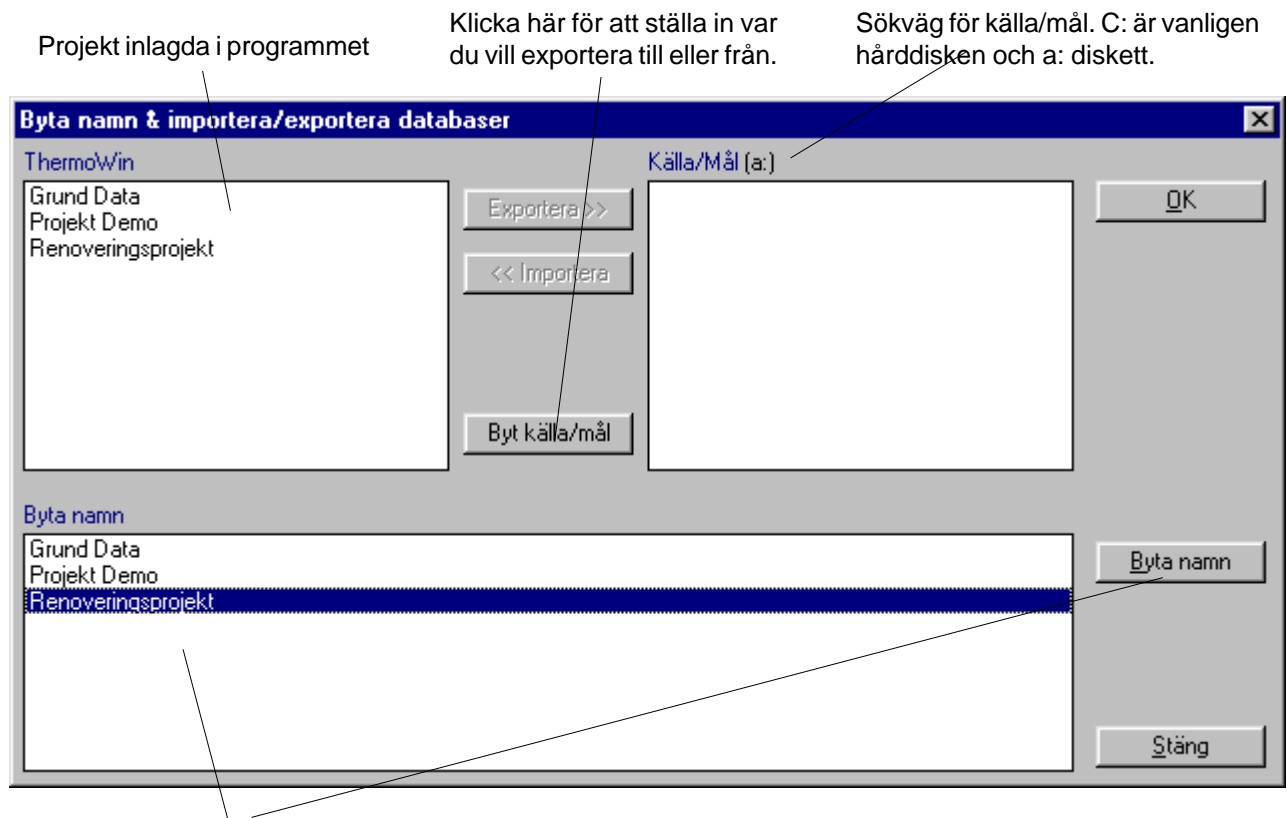 Projekt inlagda i programmet
Klicka här för att ställa in var
du vill exportera till eller från.
Sökväg för källa/mål. C: är vanligen
hårddisken och a: diskett.
Byta namn & importera/exportera databaser
ThermoWin
Grund Data
Projekt Demo
Renoveringsprojekt
Exportera >>
<< Importera
Byt källa/mål
Källa/Mål (a:)
OK
Byta namn
Grund Data
Projekt Demo
Renoveringsprojekt
Byta namn
Stäng